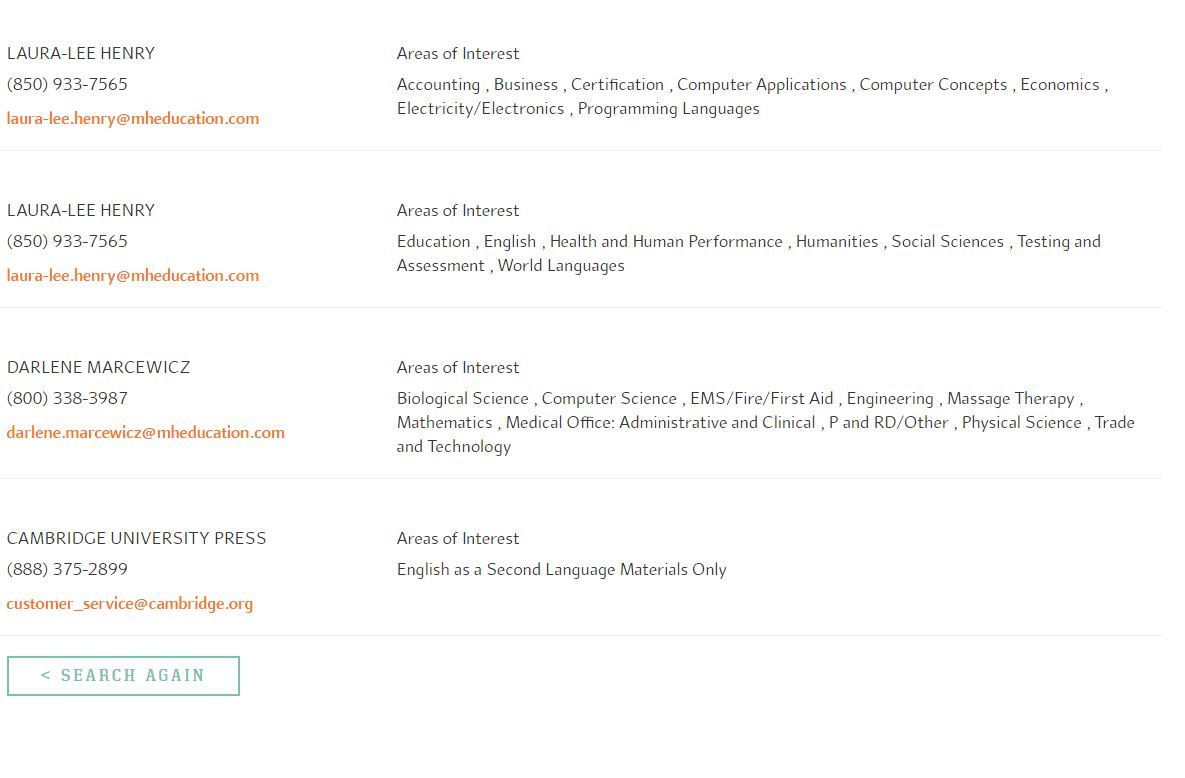 LAURA-LEE HENRY
(850) 933-7565
laura-lee.henry@mheducation.com
Areas of Interest
Accounting , Business , Certification , Computer Applications , Computer Concepts , Economics ,
Electricity/Electronics , Programming Languages
LAURA-LEE HENRY
(850) 933-7565
laura-lee.henry@mheducation.com
Areas of Interest
Education , English , Health and Human Performance , Humanities , Social Sciences , Testing and
Assessment , World Languages
DARLENE MARCEWICZ
(800) 338-3987
darlene.marcewicz@mheducation.com
Areas of Interest
Biological Science , Computer Science , EMS/Fire/First Aid , Engineering , Massage Therapy ,
Mathematics , Medical Office: Administrative and Clinical , P and RD/Other , Physical Science , Trade
and Technology
CAMBRIDGE UNIVERSITY PRESS
(888) 375-2899
customer_service@cambridge.org
Areas of Interest
English as a Second Language Materials Only
< SEARCH AGAIN